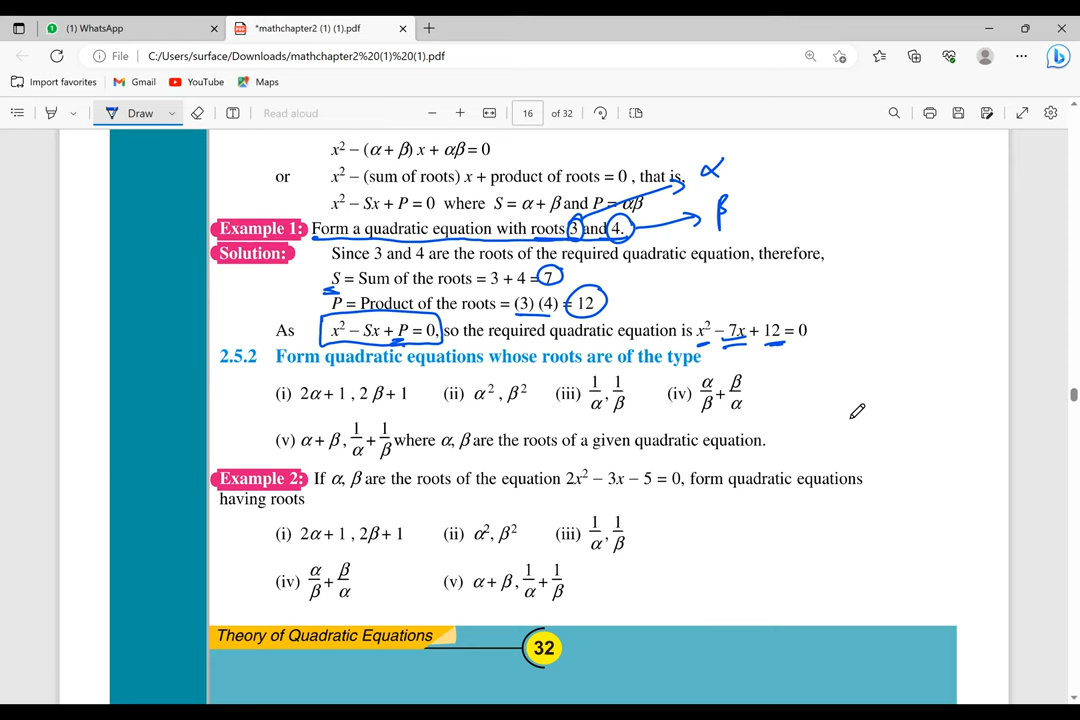 (1) WhatsApp
*mathchapter2 (1) (1).pdf
File C:/Users/surface/Downloads/mathchapter2%20(1)%20(1).pdf
Import favorites Gmail YouTube Maps
Draw Read aloud 16 of 32
x² − (α + β) x + αβ = 0
α
or x² − (sum of roots) x + product of roots = 0 , that is,
x² − Sx + P = 0 where S = α + β and P = αβ
β
Example 1: Form a quadratic equation with roots 3 and 4.
Solution: Since 3 and 4 are the roots of the required quadratic equation, therefore,
S = Sum of the roots = 3 + 4 = 7
P = Product of the roots = (3) (4) = 12
As x² − Sx + P = 0, so the required quadratic equation is x² − 7x + 12 = 0
2.5.2 Form quadratic equations whose roots are of the type
(i) 2α + 1 , 2 β + 1 (ii) α² , β² (iii) 1/α , 1/β (iv) α/β + β/α
(v) α + β , 1/α + 1/β where α, β are the roots of a given quadratic equation.
Example 2: If α, β are the roots of the equation 2x² − 3x − 5 = 0, form quadratic equations
having roots
(i) 2α + 1 , 2β + 1 (ii) α², β² (iii) 1/α , 1/β
(iv) α/β + β/α (v) α + β , 1/α + 1/β
Theory of Quadratic Equations 32